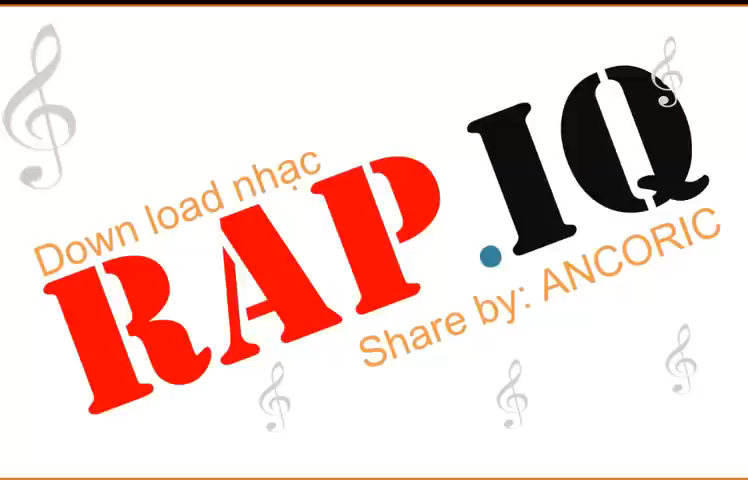 Down load nhạc
RAP.IQ
Share by: ANCORIC